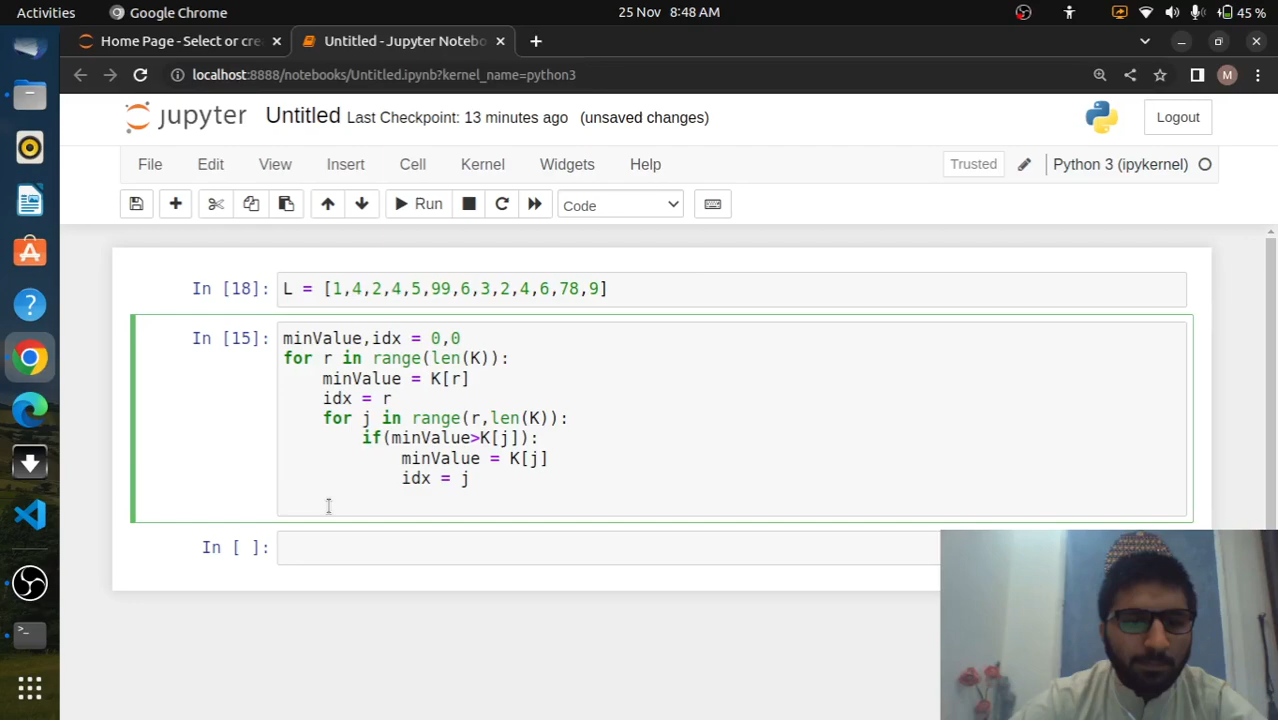 Activities
Google Chrome
25 Nov 8:48 AM
45 %
Home Page - Select or cre
Untitled - Jupyter Notebo
localhost:8888/notebooks/Untitled.ipynb?kernel_name=python3
M
jupyter Untitled Last Checkpoint: 13 minutes ago (unsaved changes)
Logout
File Edit View Insert Cell Kernel Widgets Help
Trusted
Python 3 (ipykernel)
Run
Code
In [18]: L = [1,4,2,4,5,99,6,3,2,4,6,78,9]
In [15]: minValue,idx = 0,0
for r in range(len(K)):
minValue = K[r]
idx = r
for j in range(r,len(K)):
if(minValue>K[j]):
minValue = K[j]
idx = j
In [ ]: